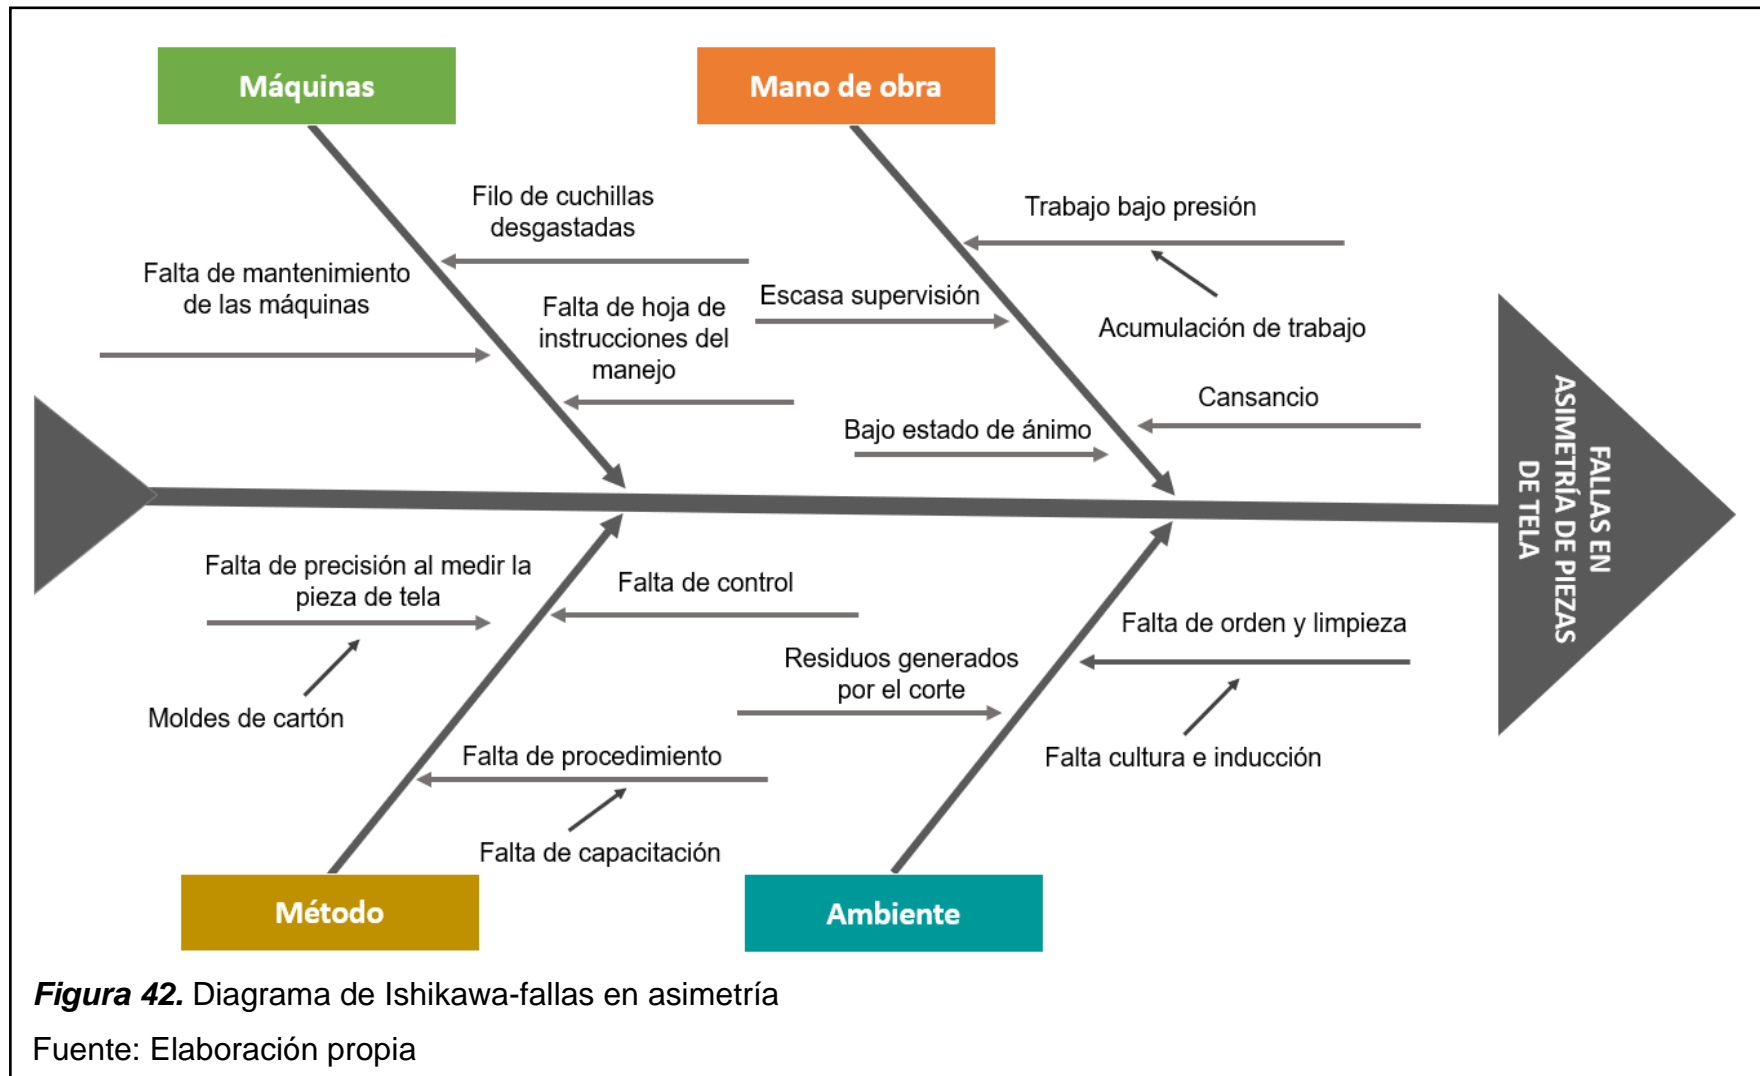 Máquinas
Mano de obra
Filo de cuchillas
desgastadas
Trabajo bajo presión
Falta de mantenimiento
de las máquinas
Escasa supervisión
Falta de hoja de
instrucciones del
manejo
Acumulación de trabajo
Cansancio
Bajo estado de ánimo
FALLAS EN
ASIMETRÍA DE PIEZAS
DE TELA
Falta de precisión al medir la
pieza de tela
Falta de control
Falta de orden y limpieza
Residuos generados
por el corte
Moldes de cartón
Falta de procedimiento
Falta cultura e inducción
Falta de capacitación
Método
Ambiente
Figura 42. Diagrama de Ishikawa-fallas en asimetría
Fuente: Elaboración propia